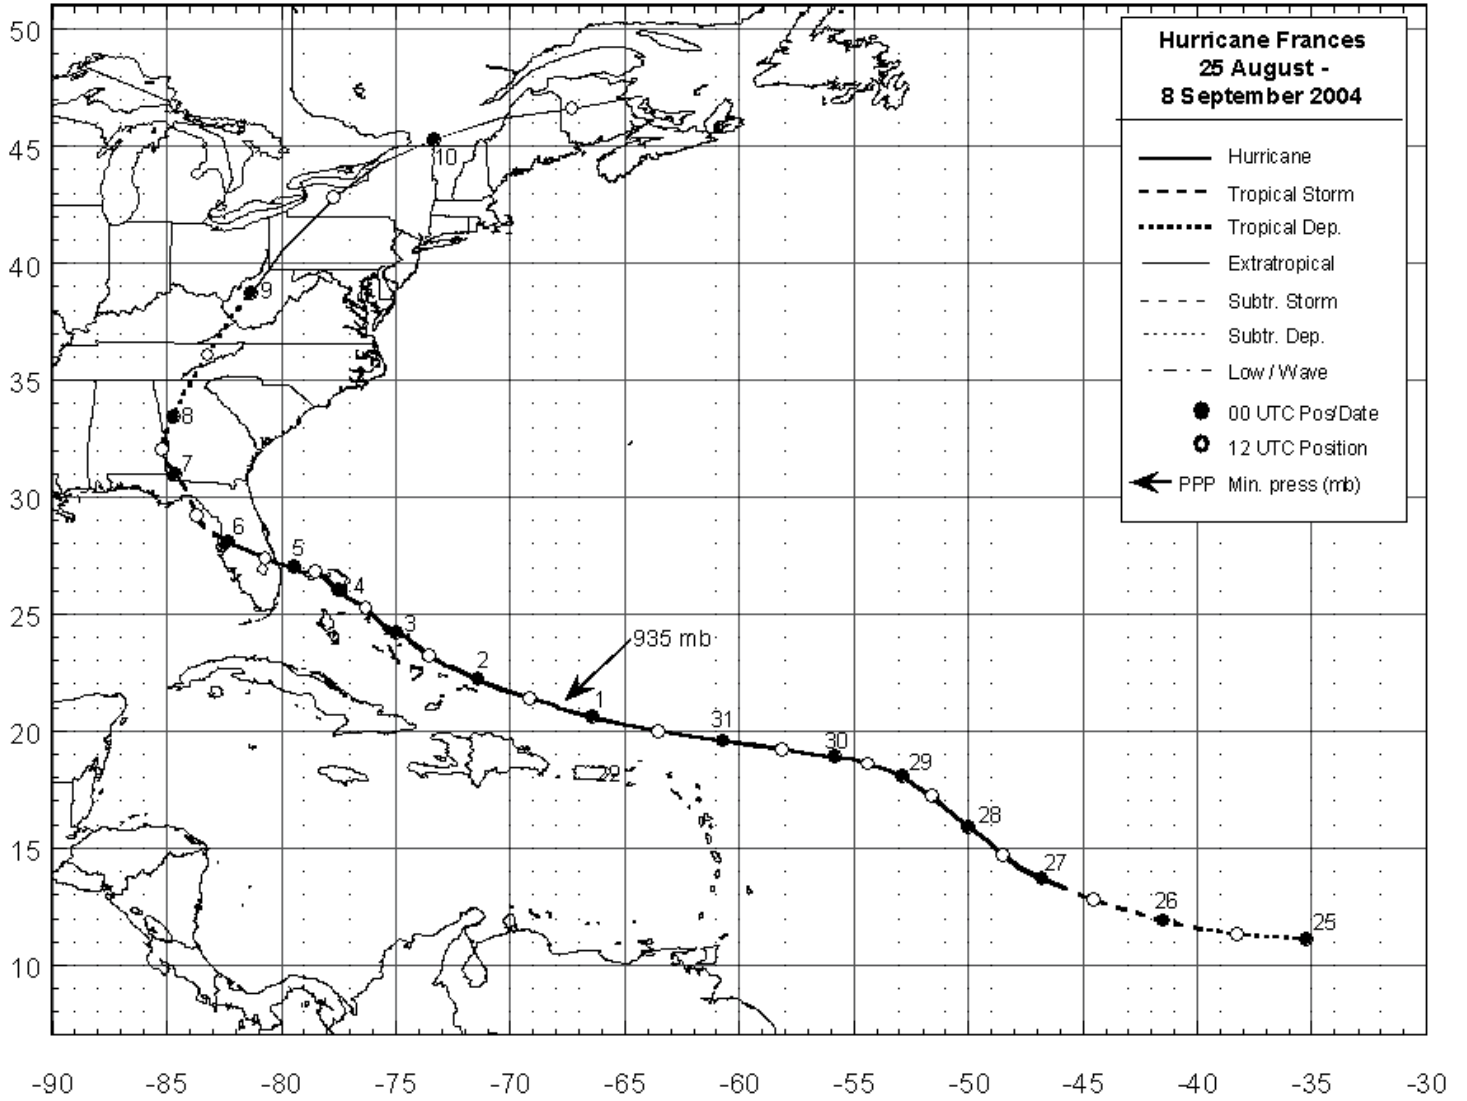 50
45
40
35
30
25
20
15
10
-90 -85 -80 -75 -70 -65 -60 -55 -50 -45 -40 -35 -30
Hurricane Frances
25 August -
8 September 2004
Hurricane
Tropical Storm
Tropical Dep.
Extratropical
Subtr. Storm
Subtr. Dep.
Low / Wave
00 UTC Pos/Date
12 UTC Position
PPP Min. press (mb)
10
9
8
7
6
5
4
3
935 mb
2
1
31
30
29
28
27
26
25